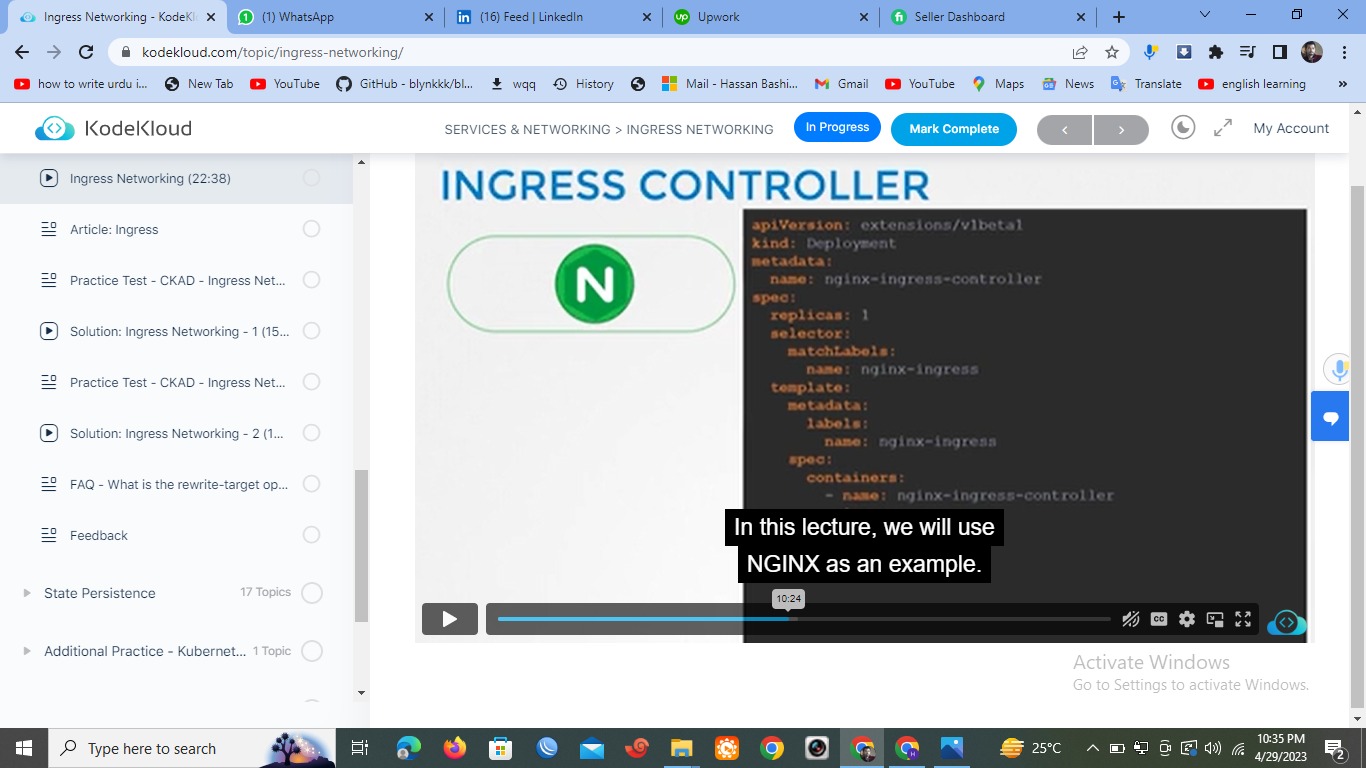 Ingress Networking - KodeKloud
(1) WhatsApp
(16) Feed | LinkedIn
up Upwork
fi Seller Dashboard
kodekloud.com/topic/ingress-networking/
how to write urdu i...
New Tab
YouTube
GitHub - blynkkk/bl...
wqq
History
Mail - Hassan Bashi...
Gmail
YouTube
Maps
News
Translate
english learning
KodeKloud
SERVICES & NETWORKING > INGRESS NETWORKING
In Progress
Mark Complete
My Account
Ingress Networking (22:38)
Article: Ingress
Practice Test - CKAD - Ingress Net...
Solution: Ingress Networking - 1 (15...
Practice Test - CKAD - Ingress Net...
Solution: Ingress Networking - 2 (1...
FAQ - What is the rewrite-target op...
Feedback
State Persistence 17 Topics
Additional Practice - Kubernet... 1 Topic
INGRESS CONTROLLER
N
apiVersion: extensions/v1beta1
kind: Deployment
metadata:
name: nginx-ingress-controller
spec:
replicas: 1
selector:
matchLabels:
name: nginx-ingress
template:
metadata:
labels:
name: nginx-ingress
spec:
containers:
- name: nginx-ingress-controller
In this lecture, we will use
NGINX as an example.
10:24
CC
Activate Windows
Go to Settings to activate Windows.
Type here to search
25°C
10:35 PM
4/29/2023
2